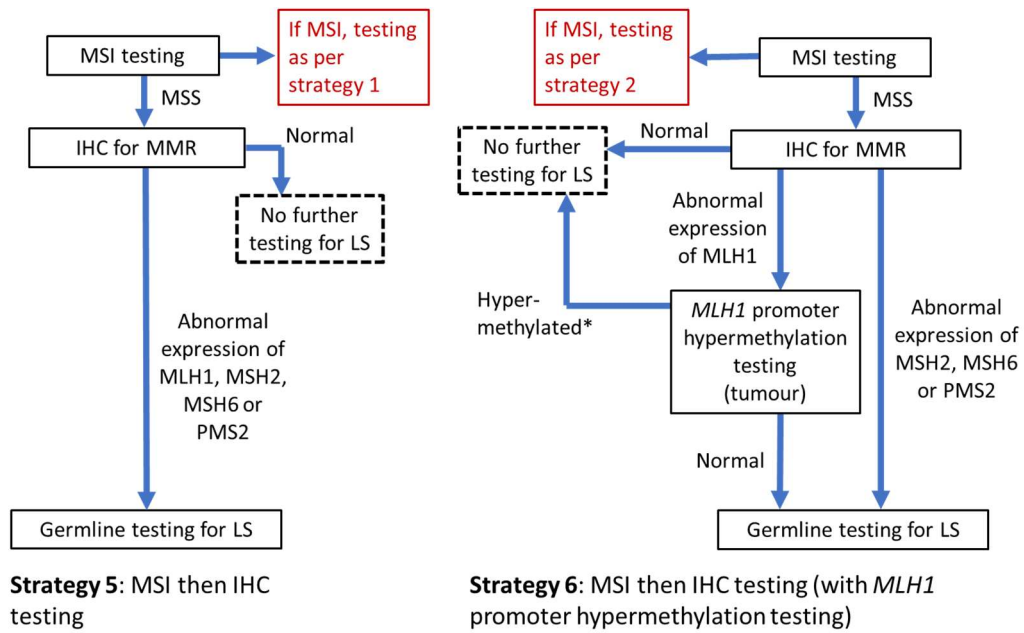 MSI testing
If MSI, testing
as per
strategy 1
MSS
IHC for MMR
Normal
No further
testing for LS
Abnormal
expression of
MLH1, MSH2,
MSH6 or
PMS2
Germline testing for LS
Strategy 5: MSI then IHC
testing
If MSI, testing
as per
strategy 2
MSI testing
MSS
No further
testing for LS
Normal
IHC for MMR
Abnormal
expression
of MLH1
Hyper-
methylated*
MLH1 promoter
hypermethylation
testing
(tumour)
Abnormal
expression of
MSH2, MSH6
or PMS2
Normal
Germline testing for LS
Strategy 6: MSI then IHC testing (with MLH1
promoter hypermethylation testing)